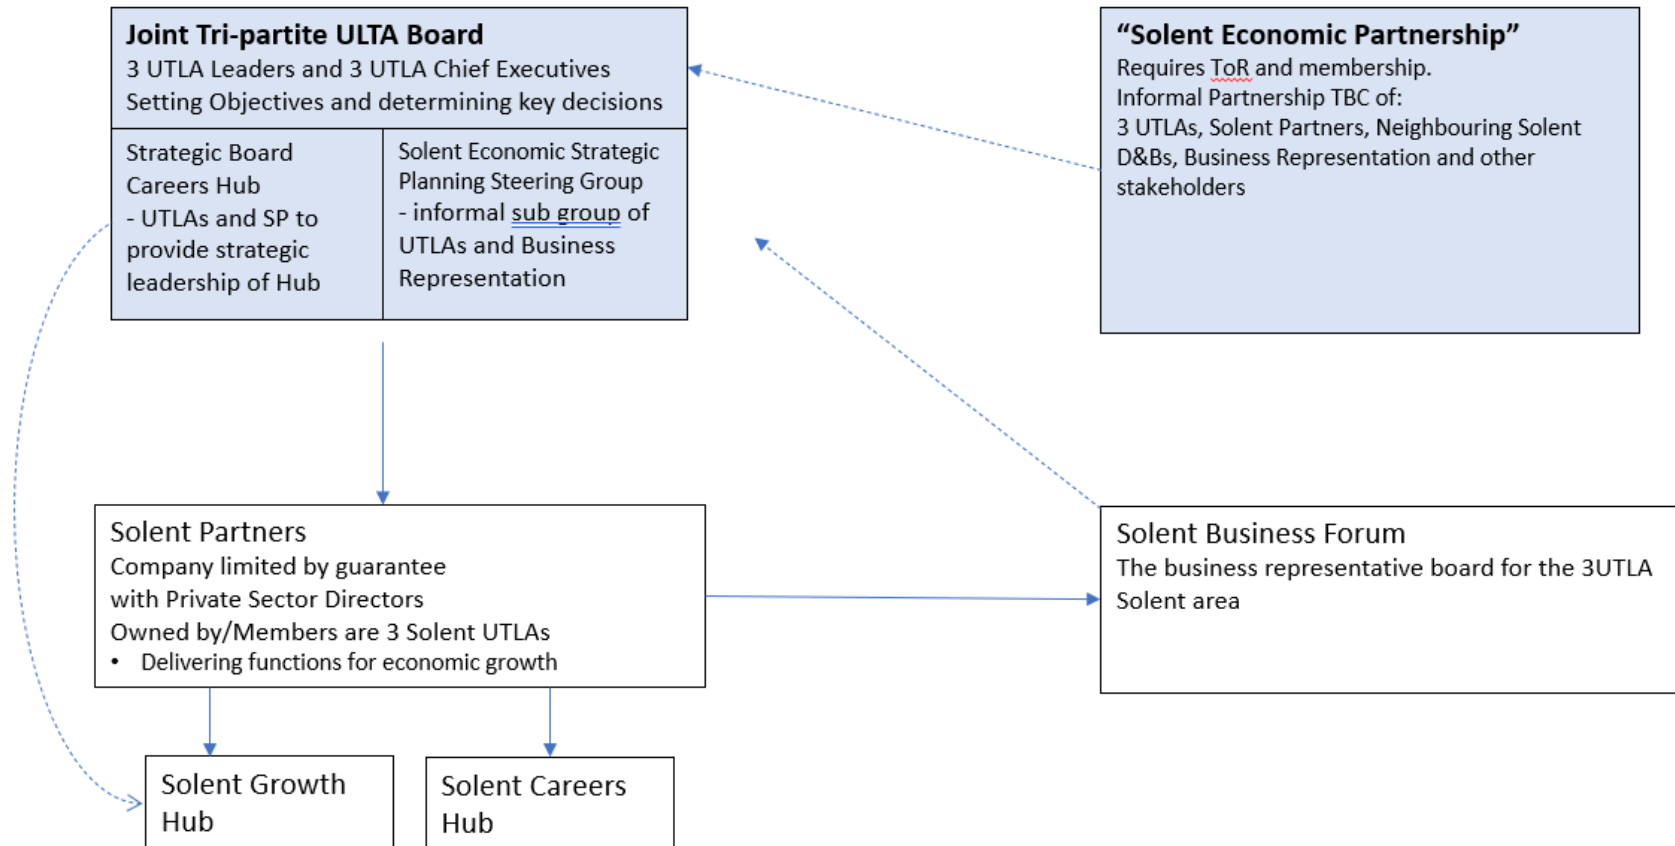 Joint Tri-partite ULTA Board
3 UTLA Leaders and 3 UTLA Chief Executives
Setting Objectives and determining key decisions
Strategic Board
Careers Hub
- UTLAs and SP to
provide strategic
leadership of Hub
Solent Economic Strategic
Planning Steering Group
- informal sub group of
UTLAs and Business
Representation
“Solent Economic Partnership”
Requires ToR and membership.
Informal Partnership TBC of:
3 UTLAs, Solent Partners, Neighbouring Solent
D&Bs, Business Representation and other
stakeholders
Solent Partners
Company limited by guarantee
with Private Sector Directors
Owned by/Members are 3 Solent UTLAs
• Delivering functions for economic growth
Solent Business Forum
The business representative board for the 3UTLA
Solent area
Solent Growth
Hub
Solent Careers
Hub